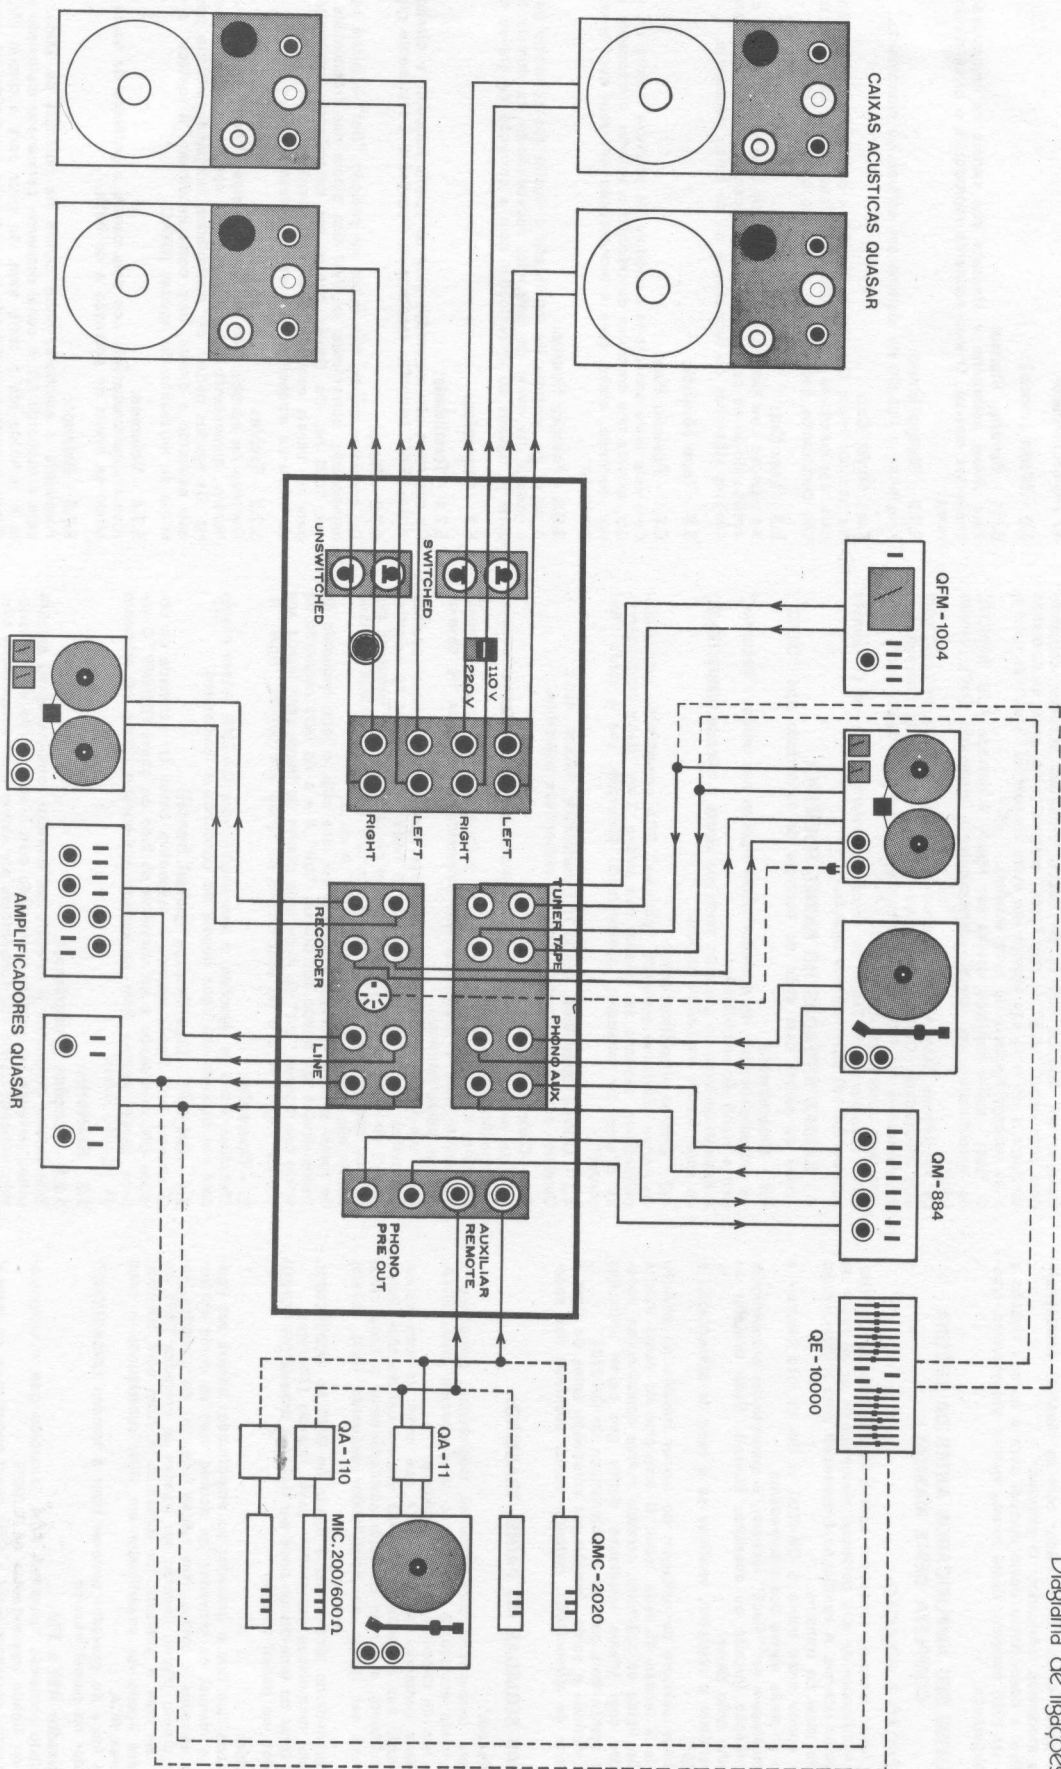 Diagrama de ligações
CAIXAS ACUSTICAS QUASAR
QFM-1004
QM-884
QE-10000
UNSWITCHED
SWITCHED
110 V
220 V
RIGHT
LEFT
RIGHT
LEFT
TUNER TAPE
PHONO AUX
RECORDER
LINE
AUXILIAR
REMOTE
PHONO
PRE OUT
AMPLIFICADORES QUASAR
QA-11
QA-110
MIC. 200/600Ω
QMC-2020